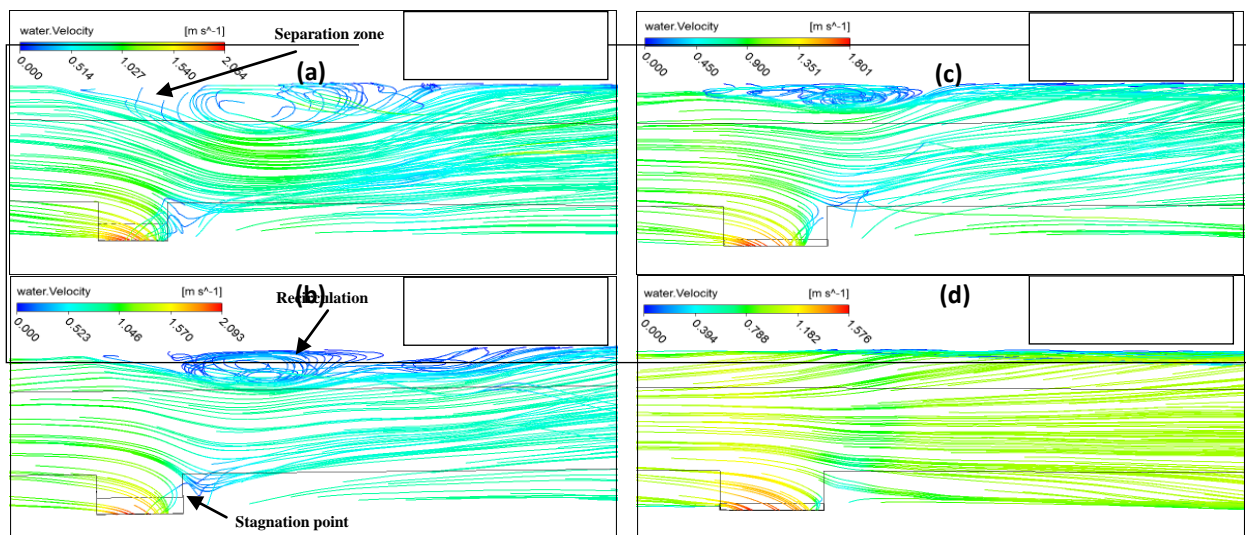 water.Velocity [m s^-1]
0.000 0.514 1.027 1.540 2.054
Separation zone
(a)
water.Velocity [m s^-1]
0.000 0.450 0.900 1.351 1.801
(c)
water.Velocity [m s^-1]
0.000 0.523 1.046 1.570 2.093
(b)
Recirculation
Stagnation point
water.Velocity [m s^-1]
0.000 0.394 0.788 1.182 1.576
(d)